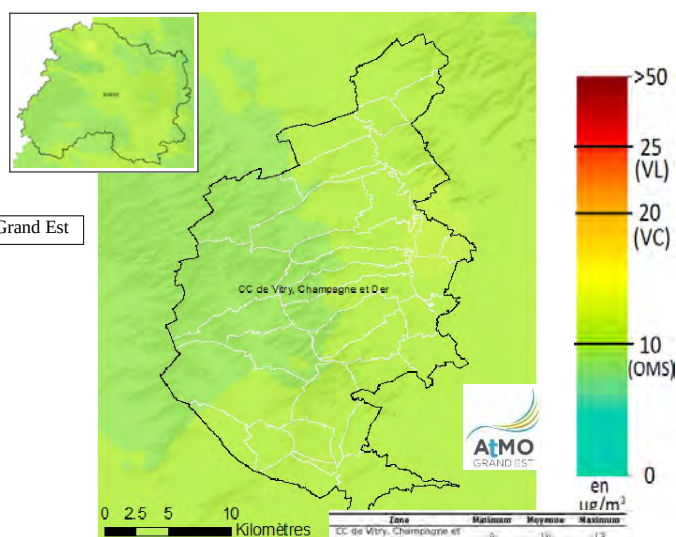 Grand Est
CC de Vitry, Champagne et Der
>50
25
(VL)
20
(VC)
10
(OMS)
0
en
µg/m³
AtMO
GRAND EST
0 2.5 5 10
Kilomètres
Zone Minimum Moyenne Maximum
CC de Vitry, Champagne et